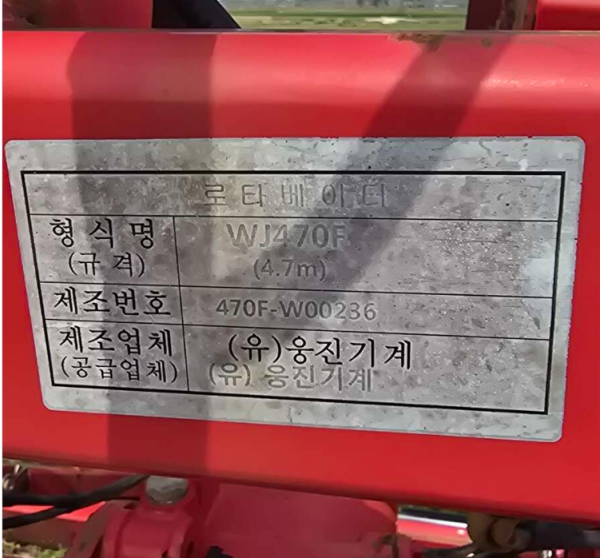 로타베이터
형식명 WJ470F
(규격) (4.7m)
제조번호 470F-W00236
제조업체 (유)웅진기계
(공급업체) (유) 웅진기계